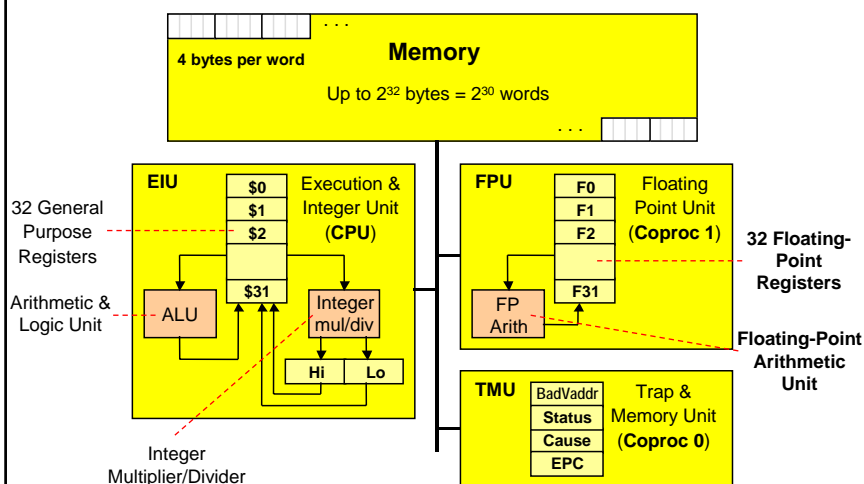 . . .
4 bytes per word
Memory
Up to 2³² bytes = 2³⁰ words
. . .
EIU
$0
$1
$2
$31
Execution &
Integer Unit
(CPU)
32 General
Purpose
Registers
Arithmetic &
Logic Unit
ALU
Integer
mul/div
Hi
Lo
Integer
Multiplier/Divider
FPU
F0
F1
F2
F31
Floating
Point Unit
(Coproc 1)
FP
Arith
32 Floating-
Point
Registers
Floating-Point
Arithmetic
Unit
TMU
BadVaddr
Status
Cause
EPC
Trap &
Memory Unit
(Coproc 0)